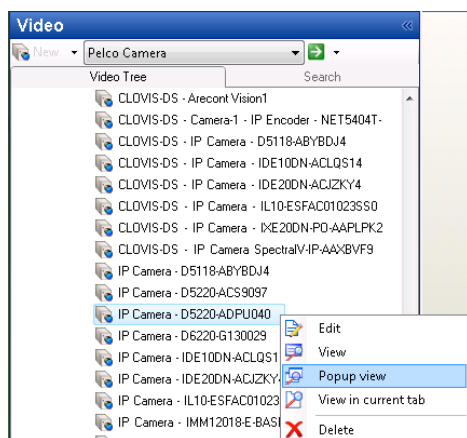 Video
New
Pelco Camera
Video Tree
Search
CLOVIS-DS - Arecont Vision1
CLOVIS-DS - Camera-1 - IP Encoder - NET5404T-
CLOVIS-DS - IP Camera - D5118-ABYBDJ4
CLOVIS-DS - IP Camera - IDE10DN-ACLQS14
CLOVIS-DS - IP Camera - IDE20DN-ACJZKY4
CLOVIS-DS - IP Camera - IL10-ESFAC01023SS0
CLOVIS-DS - IP Camera - IXE20DN-PO-AAPLPK2
CLOVIS-DS - IP Camera SpectraIV-IP-AAXBVF9
IP Camera - D5118-ABYBDJ4
IP Camera - D5220-ACS9097
IP Camera - D5220-ADPU040
IP Camera - D6220-G130029
Edit
IP Camera - IDE10DN-ACLQS1
View
IP Camera - IDE20DN-ACJZKY-
Popup view
IP Camera - IL10-ESFAC01023
View in current tab
IP Camera - IMM12018-E-BASI
Delete